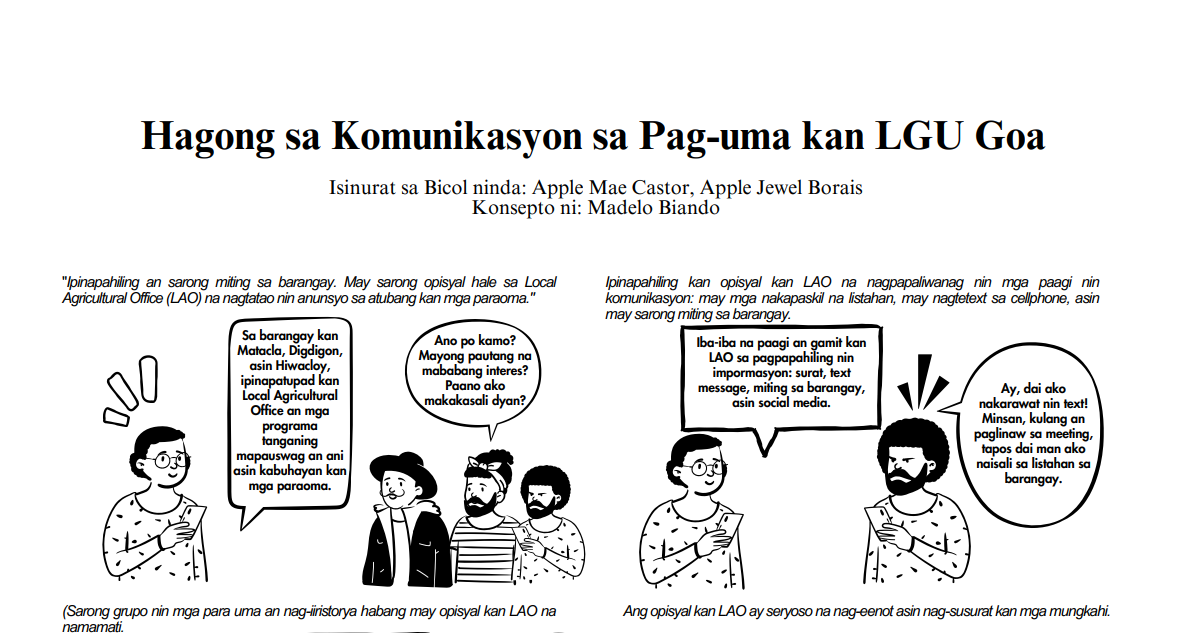 Hagong sa Komunikasyon sa Pag-uma kan LGU Goa
Isinurat sa Bicol ninda: Apple Mae Castor, Apple Jewel Borais
Konsepto ni: Madelo Biando
"Ipinapahiling an sarong miting sa barangay. May sarong opisyal hale sa Local
Agricultural Office (LAO) na nagtatao nin anunsyo sa atubang kan mga paraoma."
Sa barangay kan
Matacla, Digdigon,
asin Hiwacloy,
ipinapatupad kan
Local Agricultural
Office an mga
programa
tanganing
mapauswag an ani
asin kabuhayan kan
mga paraoma.
Ano po kamo?
Mayong pautang na
mababang interes?
Paano ako
makakasali dyan?
Ipinapahiling kan opisyal kan LAO na nagpapaliwanag nin mga paagi nin
komunikasyon: may mga nakapaskil na listahan, may nagtetext sa cellphone, asin
may sarong miting sa barangay.
Iba-iba na paagi an gamit kan
LAO sa pagpapahiling nin
impormasyon: surat, text
message, miting sa barangay,
asin social media.
Ay, dai ako
nakarawat nin text!
Minsan, kulang an
paglinaw sa meeting,
tapos dai man ako
naisali sa listahan sa
barangay.
(Sarong grupo nin mga para uma an nag-iiristorya habang may opisyal kan LAO na
namamati.
Ang opisyal kan LAO ay seryoso na nag-eenot asin nag-susurat kan mga mungkahi.